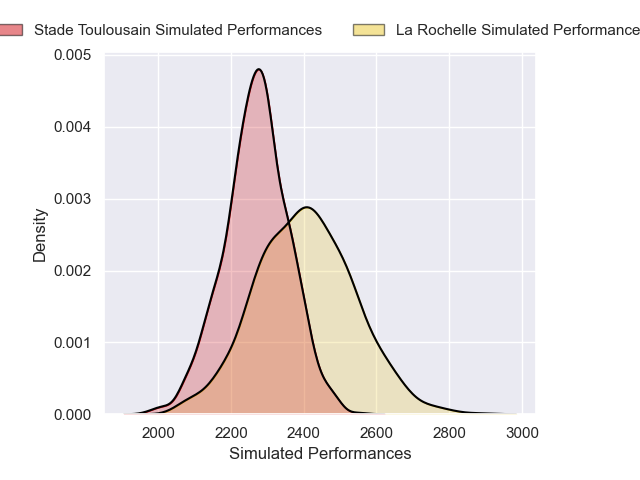 Stade Toulousain Simulated Performances
La Rochelle Simulated Performance
0.005
0.004
0.003
0.002
0.001
0.000
Density
2000 2200 2400 2600 2800 3000
Simulated Performances